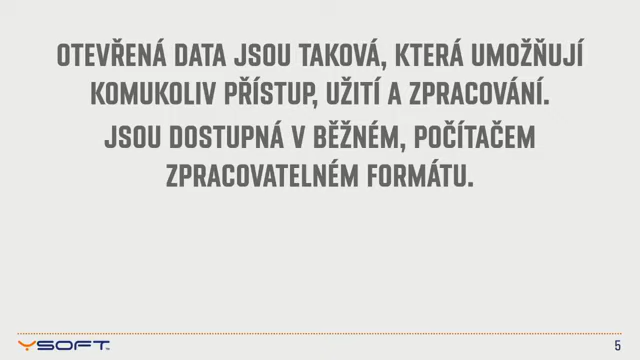 OTEVŘENÁ DATA JSOU TAKOVÁ, KTERÁ UMOŽŇUJÍ
KOMUKOLIV PŘÍSTUP, UŽITÍ A ZPRACOVÁNÍ.
JSOU DOSTUPNÁ V BĚŽNÉM, POČÍTAČEM
ZPRACOVATELNÉM FORMÁTU.
YSOFT
5